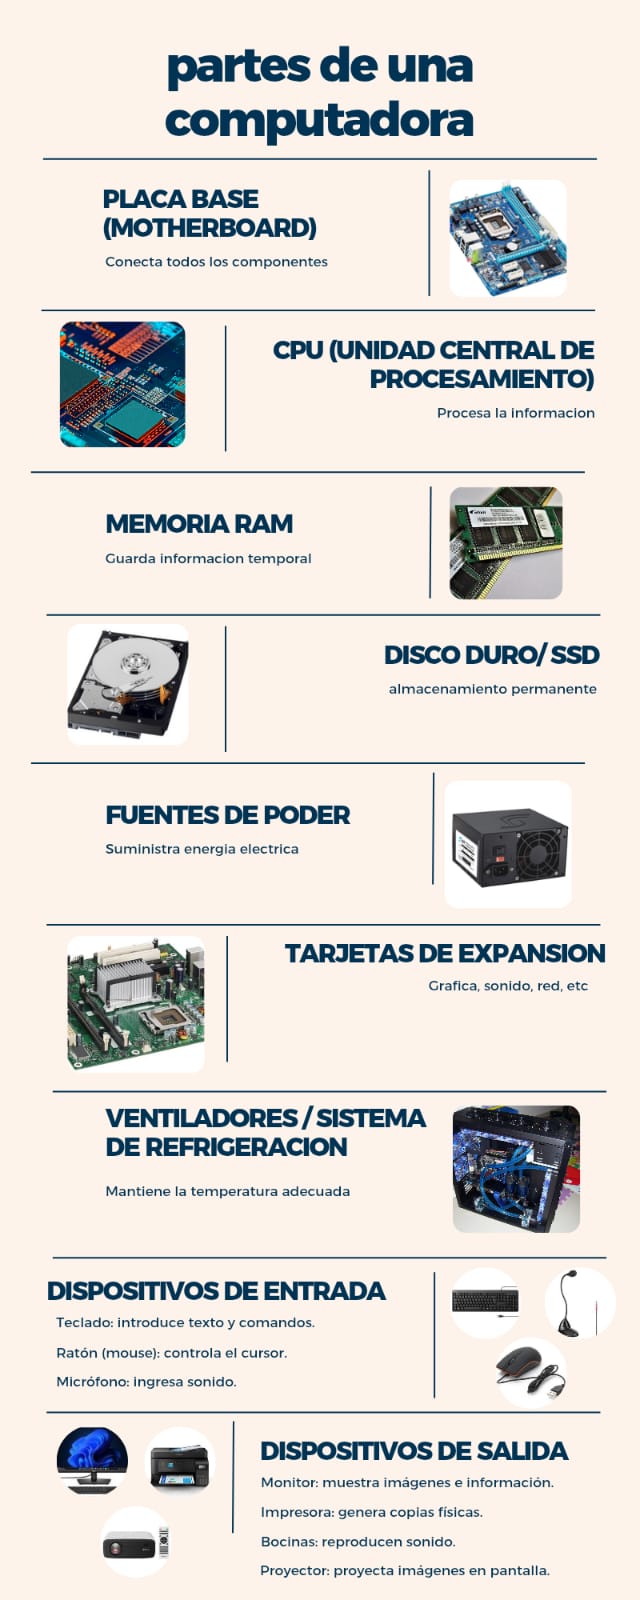 partes de una
computadora
PLACA BASE
(MOTHERBOARD)
Conecta todos los componentes
CPU (UNIDAD CENTRAL DE
PROCESAMIENTO)
Procesa la informacion
MEMORIA RAM
Guarda informacion temporal
DISCO DURO/ SSD
almacenamiento permanente
FUENTES DE PODER
Suministra energia electrica
TARJETAS DE EXPANSION
Grafica, sonido, red, etc
VENTILADORES / SISTEMA
DE REFRIGERACION
Mantiene la temperatura adecuada
DISPOSITIVOS DE ENTRADA
Teclado: introduce texto y comandos.
Ratón (mouse): controla el cursor.
Micrófono: ingresa sonido.
DISPOSITIVOS DE SALIDA
Monitor: muestra imágenes e información.
Impresora: genera copias físicas.
Bocinas: reproducen sonido.
Proyector: proyecta imágenes en pantalla.